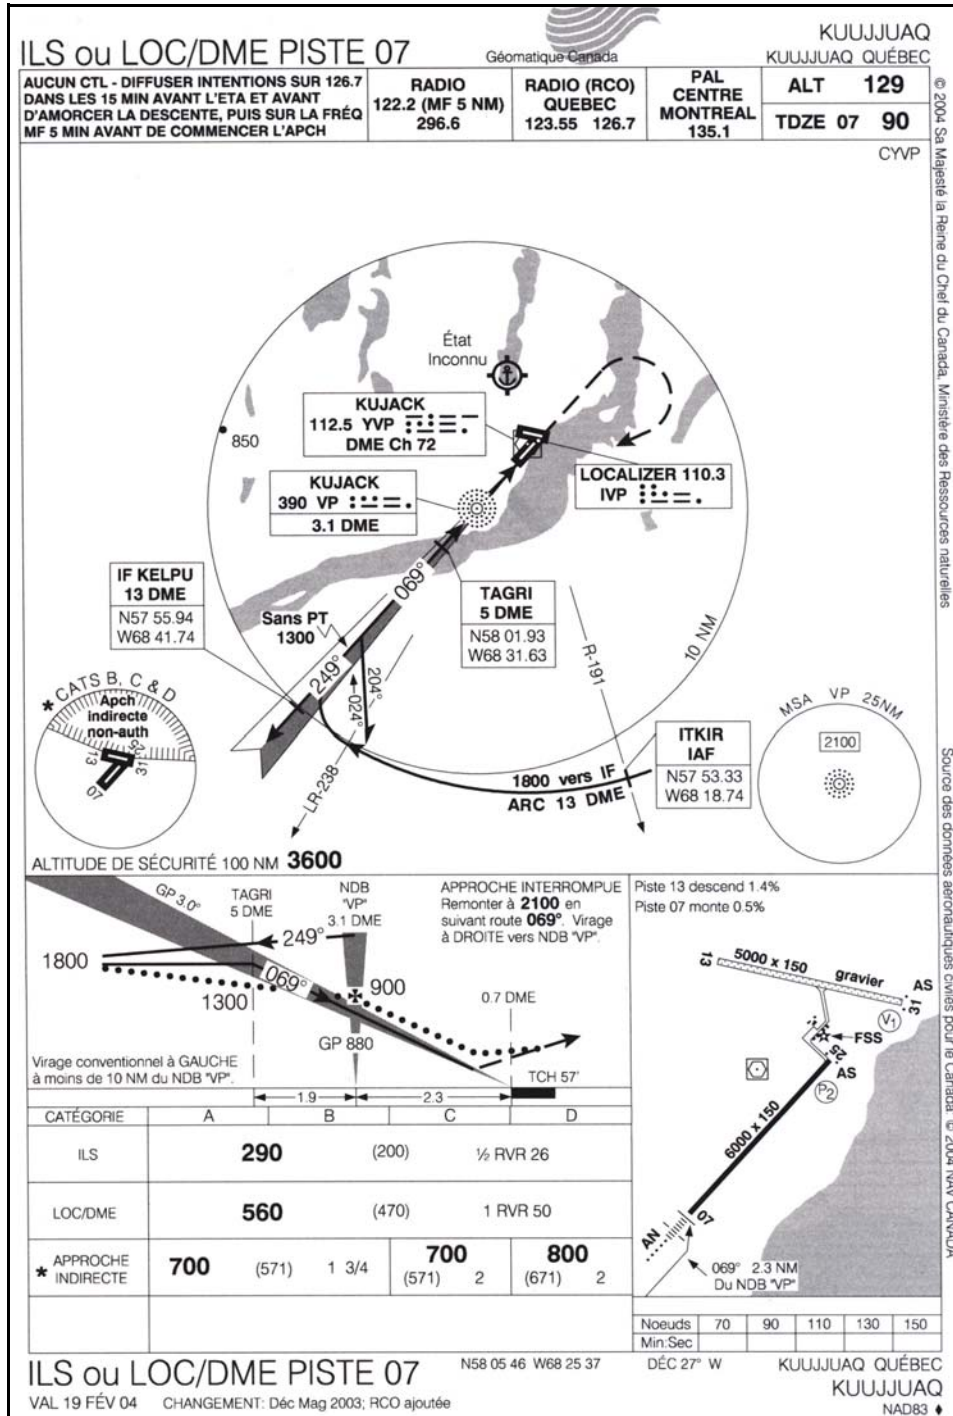 ILS ou LOC/DME PISTE 07
Géomatique Canada
KUUJJUAQ
KUUJJUAQ QUÉBEC
AUCUN CTL - DIFFUSER INTENTIONS SUR 126.7
DANS LES 15 MIN AVANT L'ETA ET AVANT
D'AMORCER LA DESCENTE, PUIS SUR LA FRÉQ
MF 5 MIN AVANT DE COMMENCER L'APCH
RADIO
122.2 (MF 5 NM)
296.6
RADIO (RCO)
QUEBEC
123.55 126.7
PAL
CENTRE
MONTREAL
135.1
ALT 129
TDZE 07 90
CYVP
© 2004 Sa Majesté la Reine du Chef du Canada, Ministère des Ressources naturelles
Source des données aéronautiques civiles pour le Canada: © 2004 NAV CANADA
État
Inconnu
850
KUJACK
112.5 YVP
DME Ch 72
KUJACK
390 VP
3.1 DME
LOCALIZER 110.3
IVP
IF KELPU
13 DME
N57 55.94
W68 41.74
Sans PT
1300
069°
TAGRI
5 DME
N58 01.93
W68 31.63
R-191
10 NM
249°
204°
024°
LR-238
* CATS B, C & D
Apch
indirecte
non-auth
13
25
31
07
1800 vers IF
ARC 13 DME
ITKIR
IAF
N57 53.33
W68 18.74
MSA VP 25NM
2100
ALTITUDE DE SÉCURITÉ 100 NM 3600
GP 3.0°
TAGRI
5 DME
NDB
"VP"
3.1 DME
APPROCHE INTERROMPUE
Remonter à 2100 en
suivant route 069°. Virage
à DROITE vers NDB "VP".
249°
1800
069°
1300
900
0.7 DME
GP 880
Virage conventionnel à GAUCHE
à moins de 10 NM du NDB "VP".
TCH 57'
1.9
2.3
Piste 13 descend 1.4%
Piste 07 monte 0.5%
13
5000 x 150 gravier
AS
31
V1
FSS
25
AS
P2
6000 x 150
AN
07
069° 2.3 NM
Du NDB "VP"
CATÉGORIE A B C D
ILS 290 (200) ½ RVR 26
LOC/DME 560 (470) 1 RVR 50
* APPROCHE
INDIRECTE
700 (571) 1 3/4
700
(571) 2
800
(671) 2
Noeuds 70 90 110 130 150
Min:Sec
ILS ou LOC/DME PISTE 07
N58 05 46 W68 25 37
DÉC 27° W
KUUJJUAQ QUÉBEC
KUUJJUAQ
VAL 19 FÉV 04 CHANGEMENT: Déc Mag 2003; RCO ajoutée
NAD83